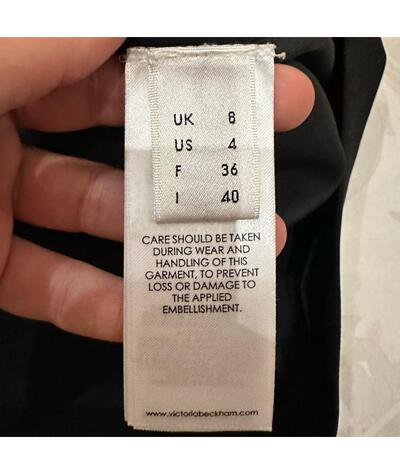 UK 8
US 4
F 36
I 40
CARE SHOULD BE TAKEN
DURING WEAR AND
HANDLING OF THIS
GARMENT, TO PREVENT
LOSS OR DAMAGE TO
THE APPLIED
EMBELLISHMENT.
www.victoriabeckham.com